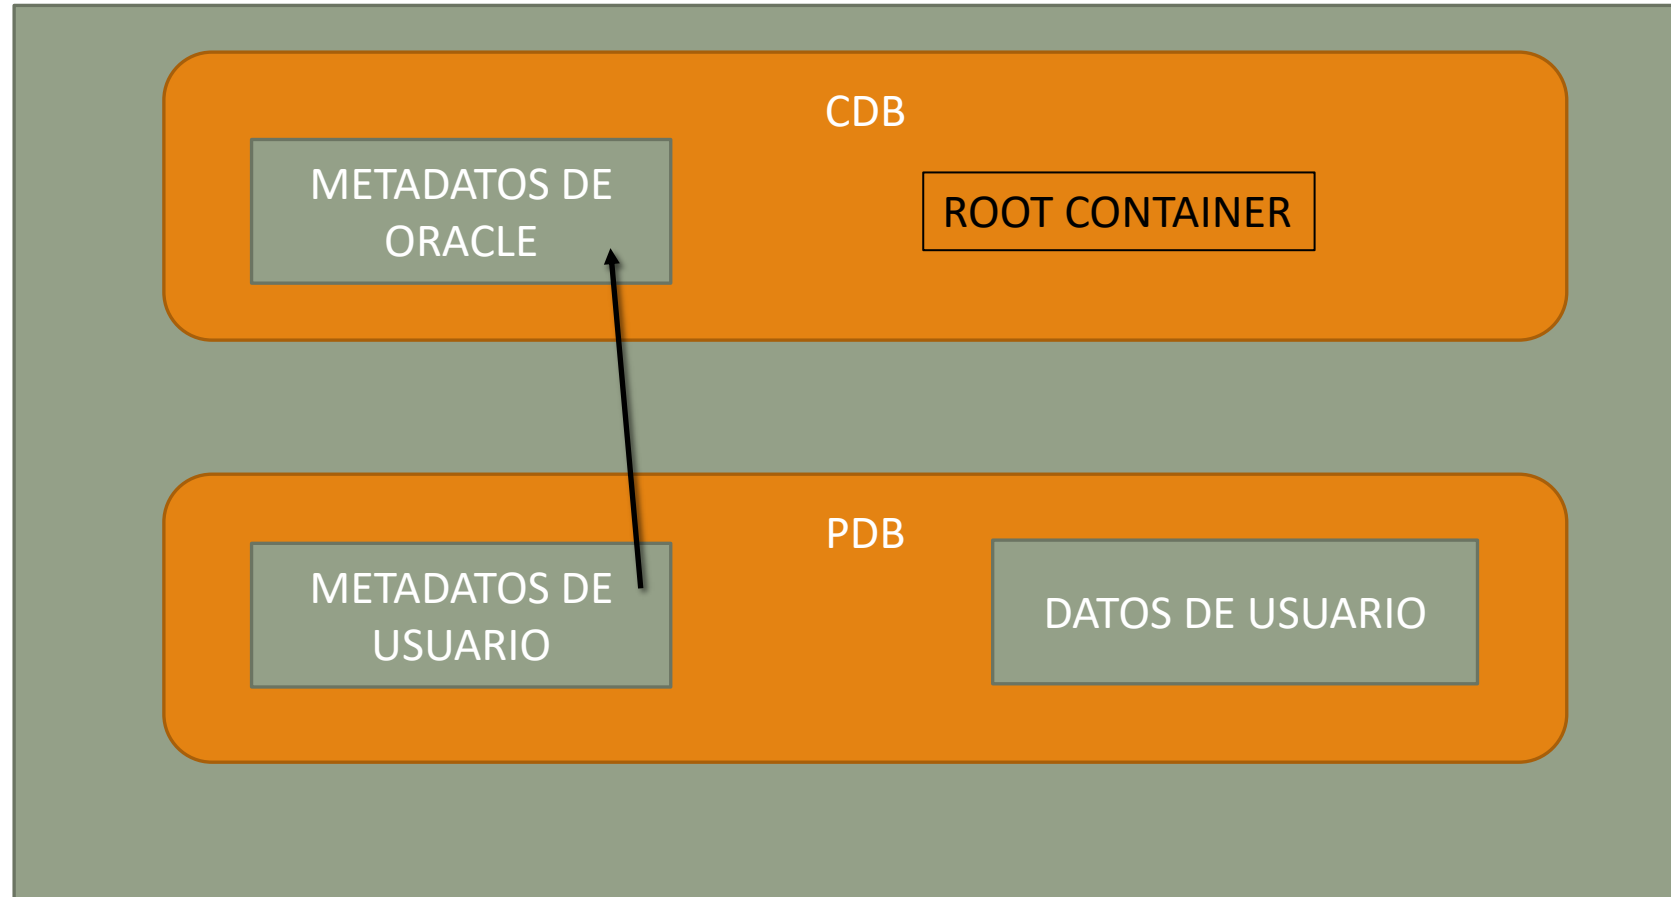 CDB
METADATOS DE
ORACLE
ROOT CONTAINER
PDB
METADATOS DE
USUARIO
DATOS DE USUARIO